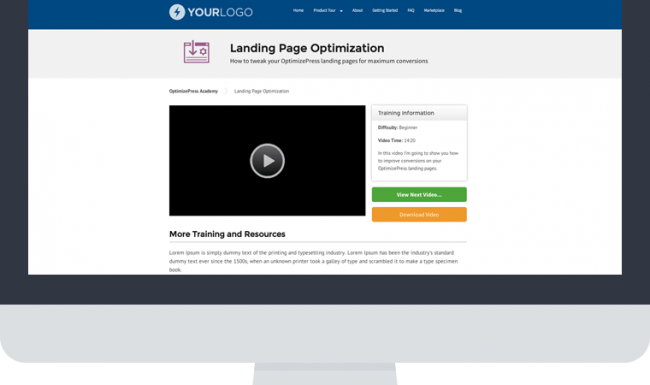 YOURLOGO
Home Product Tour About Getting Started FAQ Marketplace Blog
Landing Page Optimization
How to tweak your OptimizePress landing pages for maximum conversions
OptimizePress Academy Landing Page Optimization
Training Information
Difficulty: Beginner
Video Time: 14:20
In this video I'm going to show you how
to improve conversions on your
OptimizePress landing pages.
View Next Video...
Download Video
More Training and Resources
Lorem Ipsum is simply dummy text of the printing and typesetting industry. Lorem Ipsum has been the industry's standard
dummy text ever since the 1500s, when an unknown printer took a galley of type and scrambled it to make a type specimen
book.